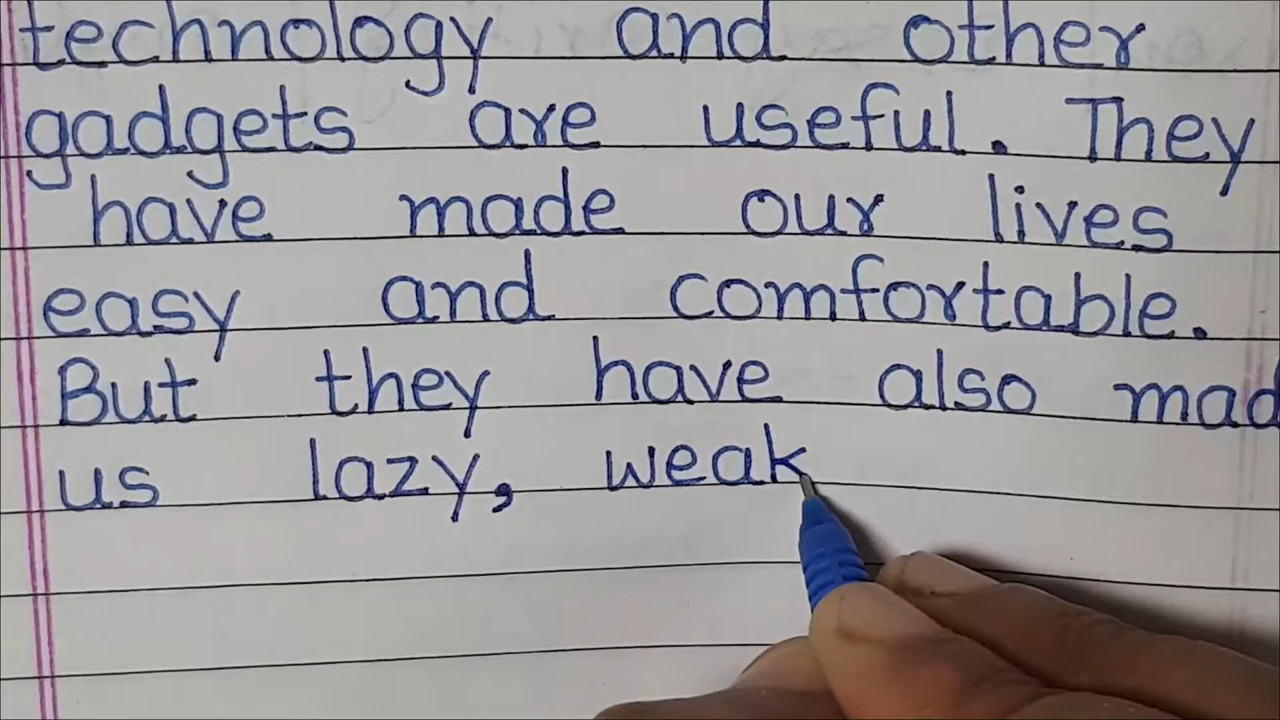 technology and other
gadgets are useful. They
have made our lives
easy and comfortable.
But they have also mad
us lazy, weak